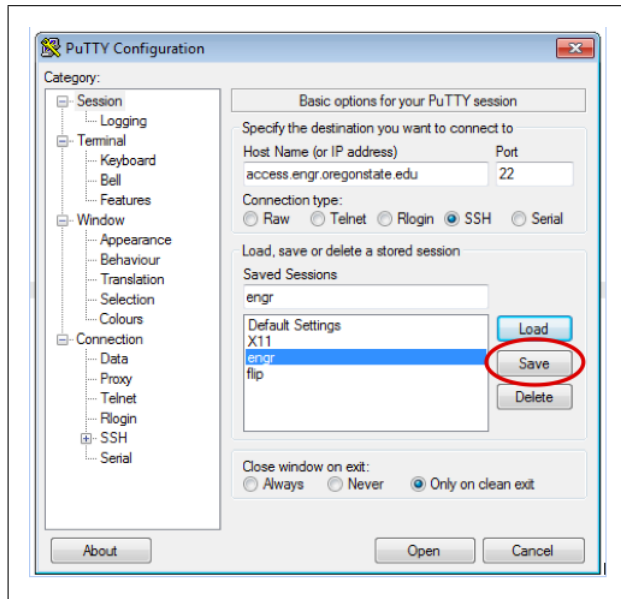 PuTTY Configuration
Category:
Session
Logging
Terminal
Keyboard
Bell
Features
Window
Appearance
Behaviour
Translation
Selection
Colours
Connection
Data
Proxy
Telnet
Rlogin
SSH
Serial
Basic options for your PuTTY session
Specify the destination you want to connect to
Host Name (or IP address) Port
access.engr.oregonstate.edu 22
Connection type:
Raw Telnet Rlogin SSH Serial
Load, save or delete a stored session
Saved Sessions
engr
Default Settings
X11
engr
flip
Load
Save
Delete
Close window on exit:
Always Never Only on clean exit
About Open Cancel